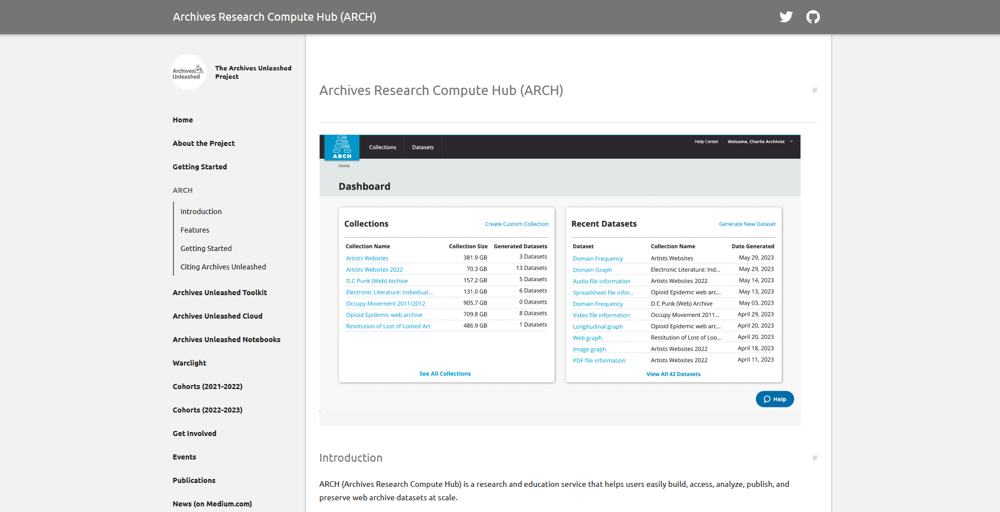 Archives Research Compute Hub (ARCH)
Archives
Unleashed
The Archives Unleashed
Project
Home
About the Project
Getting Started
ARCH
Introduction
Features
Getting Started
Citing Archives Unleashed
Archives Unleashed Toolkit
Archives Unleashed Cloud
Archives Unleashed Notebooks
Warclight
Cohorts (2021-2022)
Cohorts (2022-2023)
Get Involved
Events
Publications
News (on Medium.com)
Archives Research Compute Hub (ARCH) #
ARCH
Collections Datasets Help Center Welcome, Charlie Archivist
Home
Dashboard
Collections Create Custom Collection
Collection Name Collection Size Generated Datasets
Artists Websites 381.9 GB 3 Datasets
Artists Websites 2022 70.3 GB 13 Datasets
D.C Punk (Web) Archive 157.2 GB 5 Datasets
Electronic Literature: Individual... 131.0 GB 6 Datasets
Occupy Movement 2011/2012 905.7 GB 0 Datasets
Opioid Epidemic web archive 709.8 GB 8 Datasets
Restitution of Lost of Looted Art 486.9 GB 1 Datasets
See All Collections
Recent Datasets Generate New Dataset
Dataset Collection Name Date Generated
Domain Frequency Artists Websites May 29, 2023
Domain Graph Electronic Literature: Ind... May 29, 2023
Audio file information Artists Websites 2022 May 14, 2023
Spreadsheet file infor... Opioid Epidemic web arc... May 13, 2023
Domain Frequency D.C Punk (Web) Archive May 03, 2023
Video file information Occupy Movement 2011... April 29, 2023
Longitudinal graph Opioid Epidemic web arc... April 20, 2023
Web graph Restitution of Lost of Loo... April 20, 2023
Image graph Artists Websites 2022 April 18, 2023
PDF file information Artists Websites 2022 April 11, 2023
View All 42 Datasets
Help
Introduction #
ARCH (Archives Research Compute Hub) is a research and education service that helps users easily build, access, analyze, publish, and
preserve web archive datasets at scale.